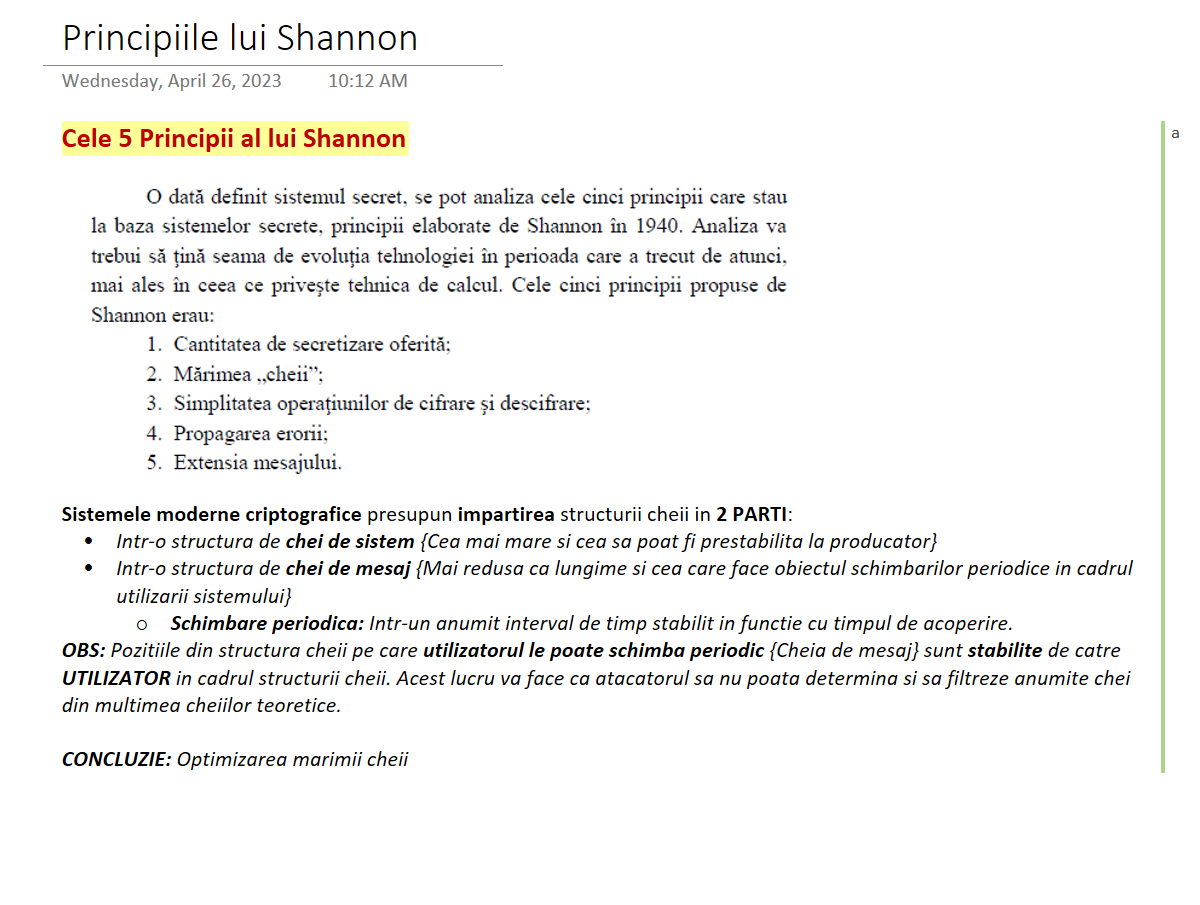 Principiile lui Shannon
Wednesday, April 26, 2023 10:12 AM
Cele 5 Principii al lui Shannon
a
O dată definit sistemul secret, se pot analiza cele cinci principii care stau
la baza sistemelor secrete, principii elaborate de Shannon în 1940. Analiza va
trebui să ţină seama de evoluţia tehnologiei în perioada care a trecut de atunci,
mai ales în ceea ce priveşte tehnica de calcul. Cele cinci principii propuse de
Shannon erau:
1. Cantitatea de secretizare oferită;
2. Mărimea „cheii”;
3. Simplitatea operaţiunilor de cifrare şi descifrare;
4. Propagarea erorii;
5. Extensia mesajului.
Sistemele moderne criptografice presupun impartirea structurii cheii in 2 PARTI:
• Intr-o structura de chei de sistem {Cea mai mare si cea sa poat fi prestabilita la producator}
• Intr-o structura de chei de mesaj {Mai redusa ca lungime si cea care face obiectul schimbarilor periodice in cadrul
utilizarii sistemului}
o Schimbare periodica: Intr-un anumit interval de timp stabilit in functie cu timpul de acoperire.
OBS: Pozitiile din structura cheii pe care utilizatorul le poate schimba periodic {Cheia de mesaj} sunt stabilite de catre
UTILIZATOR in cadrul structurii cheii. Acest lucru va face ca atacatorul sa nu poata determina si sa filtreze anumite chei
din multimea cheiilor teoretice.
CONCLUZIE: Optimizarea marimii cheii